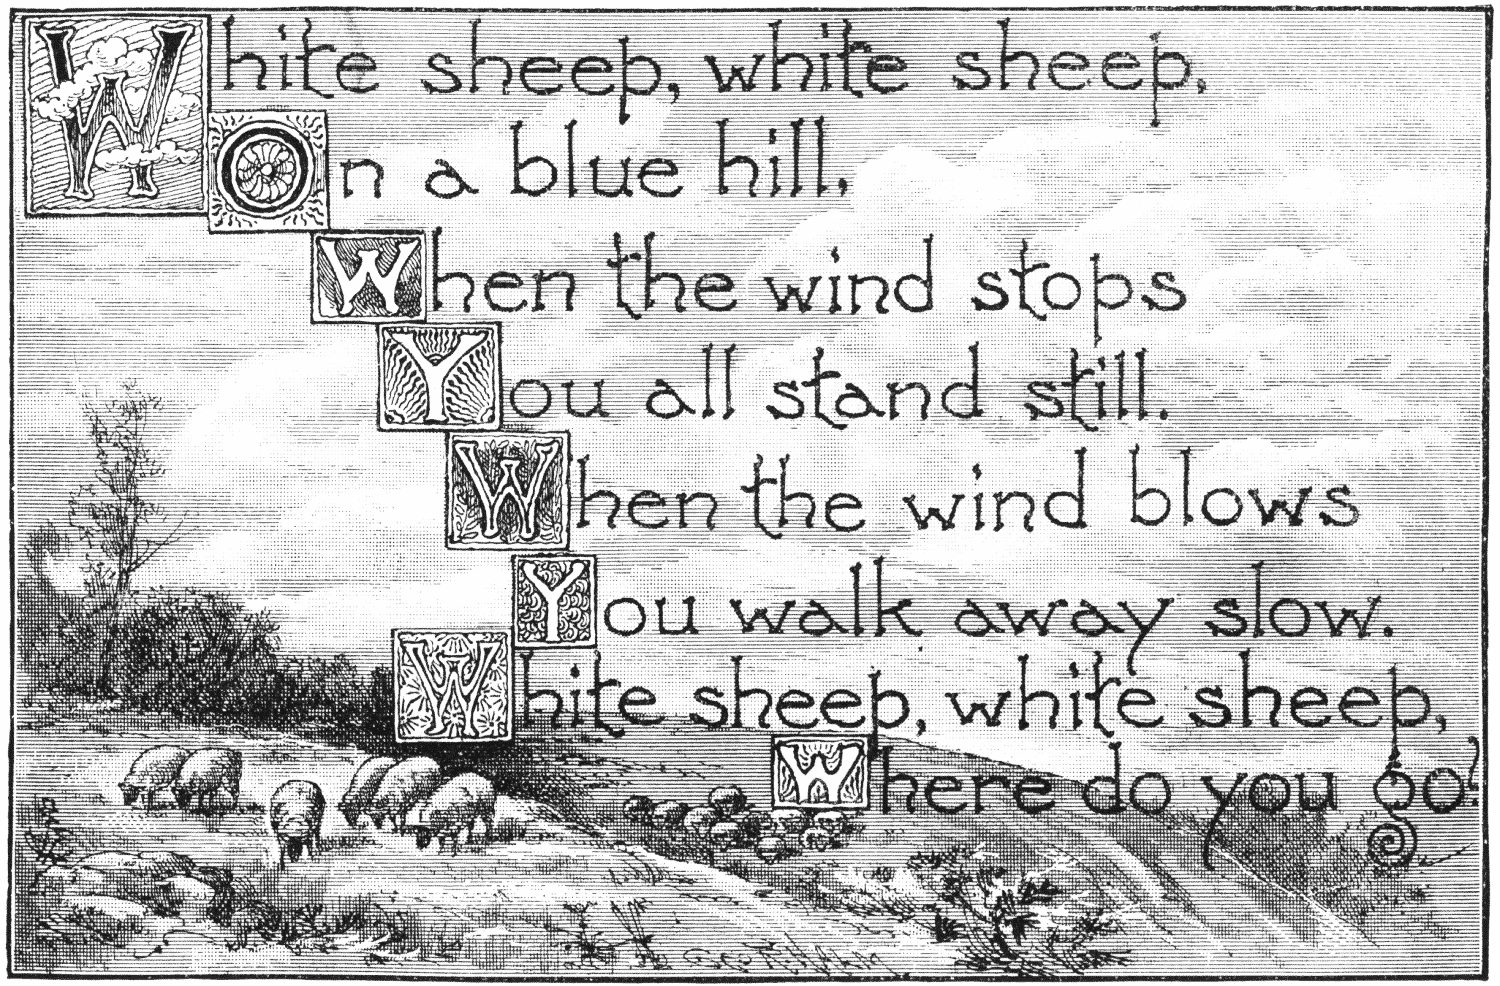 White sheep, white sheep,
On a blue hill,
When the wind stops
You all stand still.
When the wind blows
You walk away slow.
White sheep, white sheep,
Where do you go?